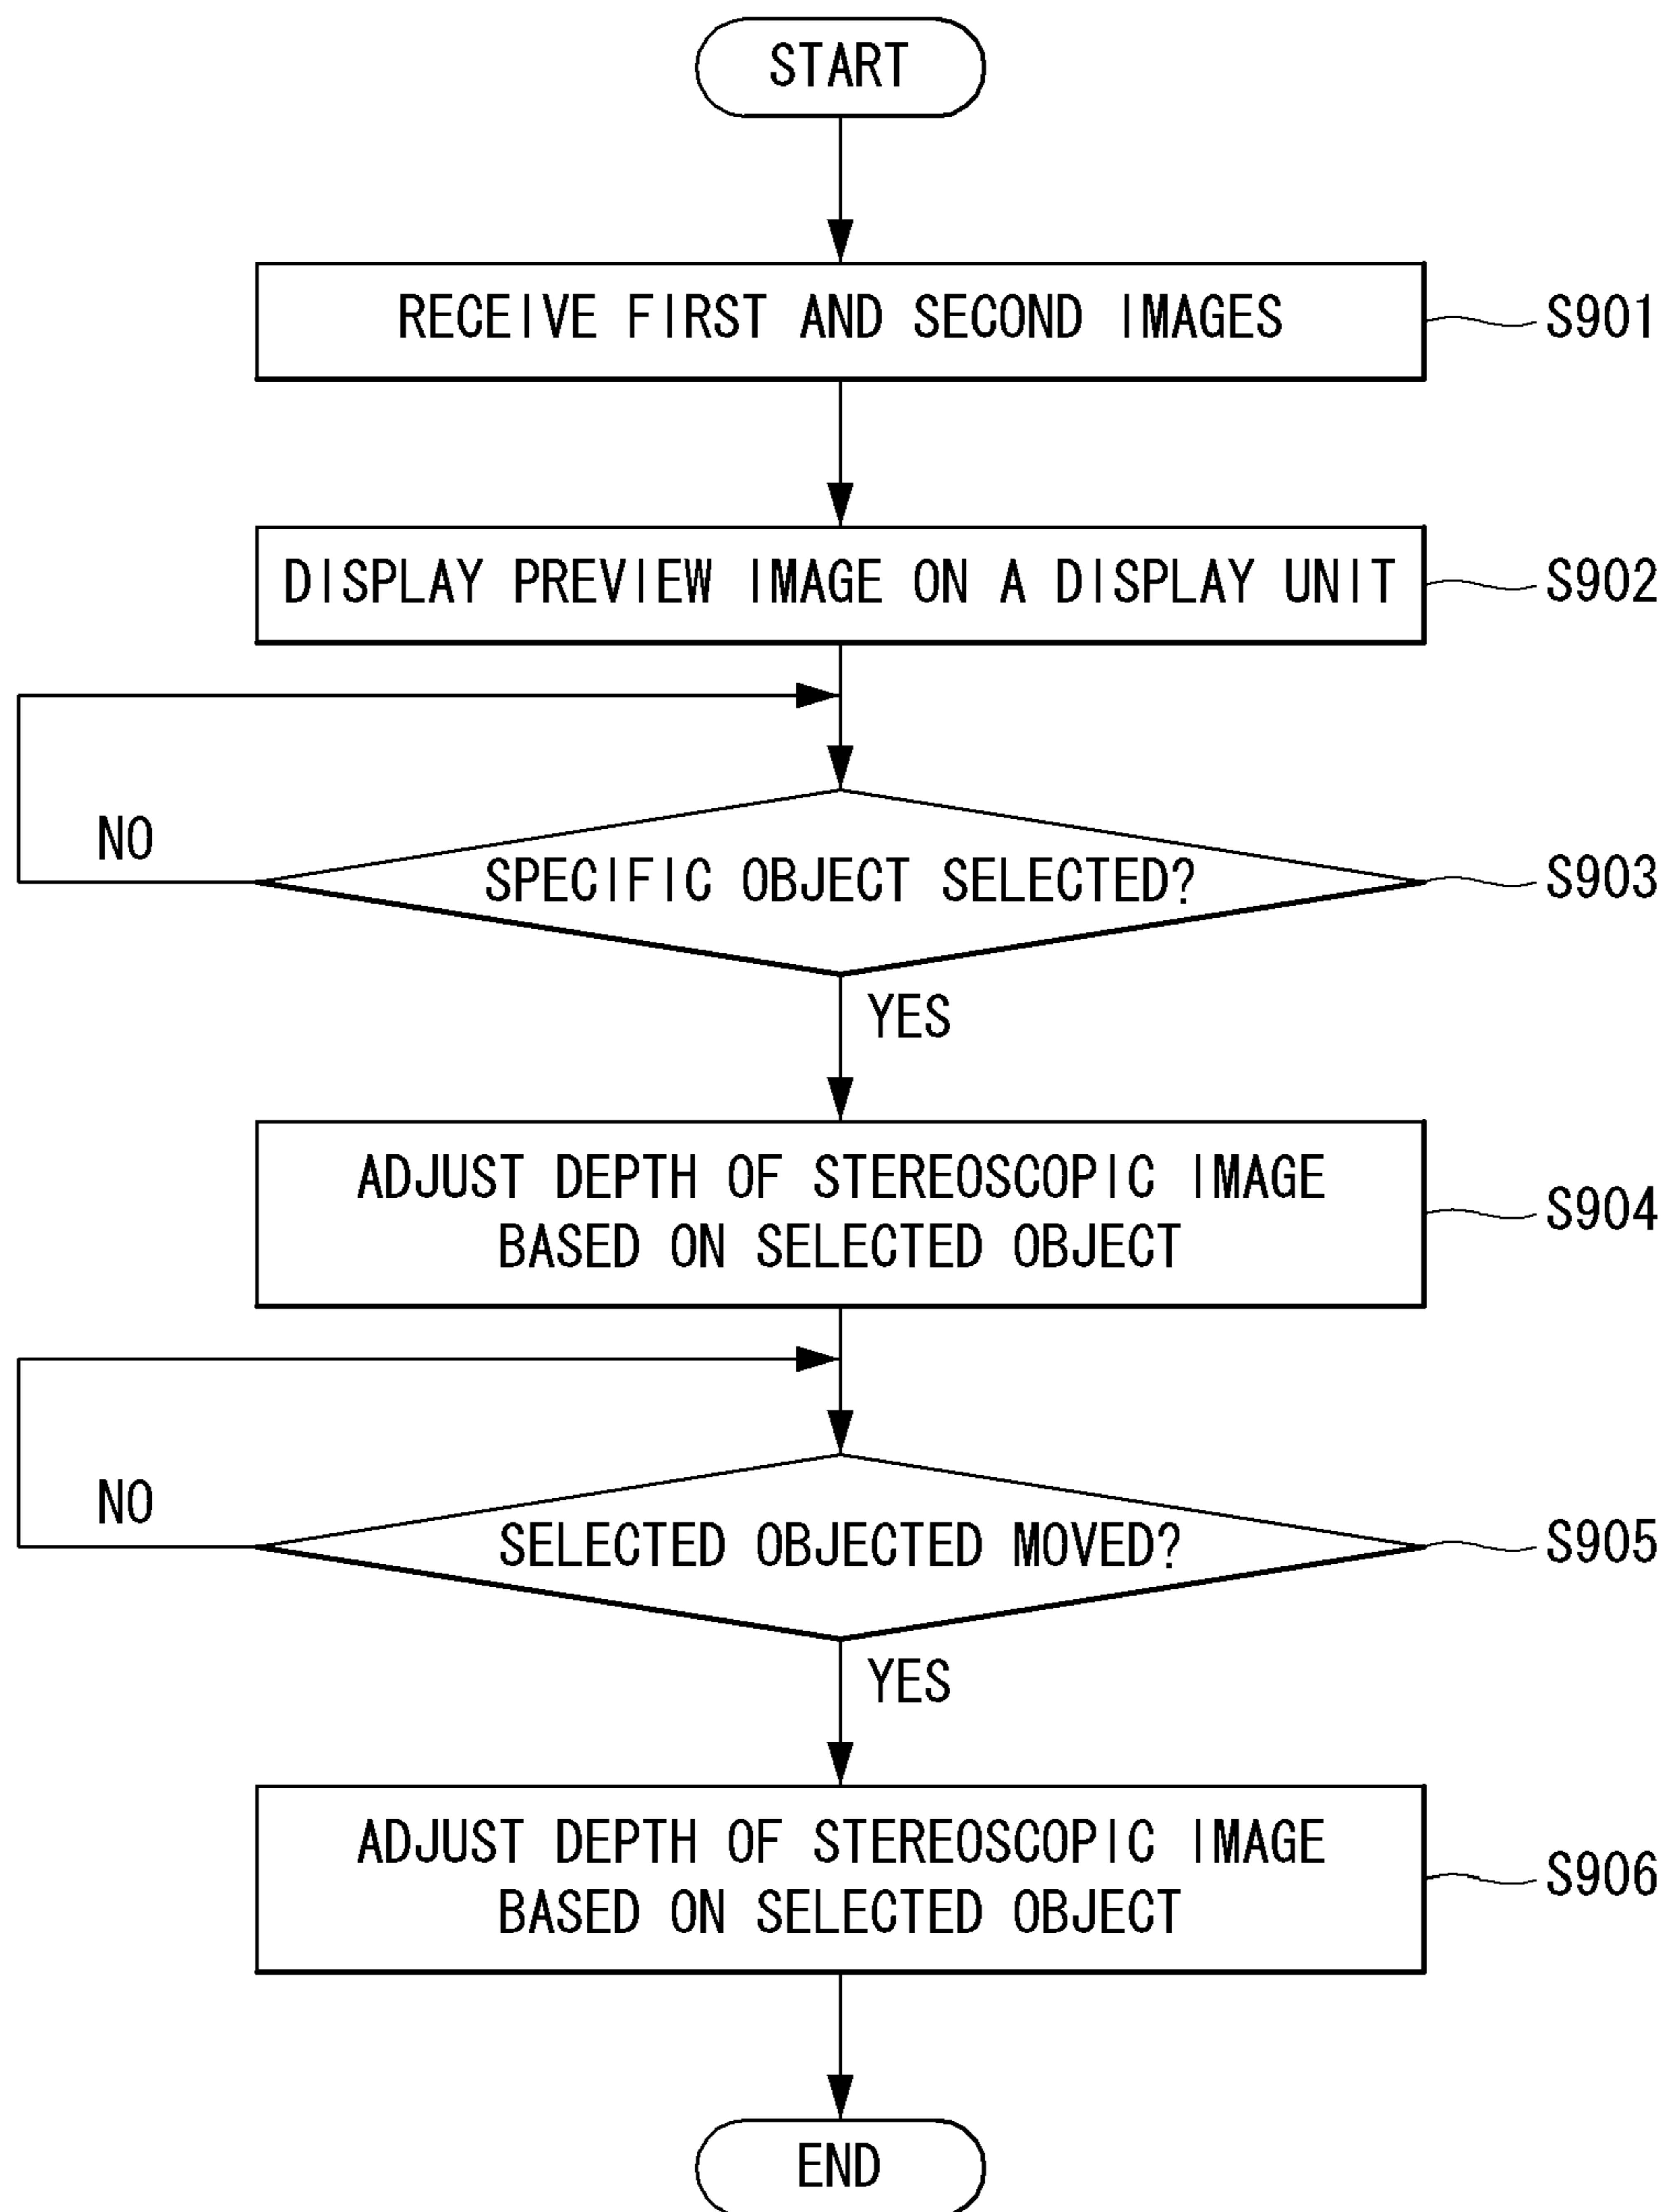 START
RECEIVE FIRST AND SECOND IMAGES
S901
DISPLAY PREVIEW IMAGE ON A DISPLAY UNIT
S902
NO
SPECIFIC OBJECT SELECTED?
S903
YES
ADJUST DEPTH OF STEREOSCOPIC IMAGE
BASED ON SELECTED OBJECT
S904
NO
SELECTED OBJECTED MOVED?
S905
YES
ADJUST DEPTH OF STEREOSCOPIC IMAGE
BASED ON SELECTED OBJECT
S906
END